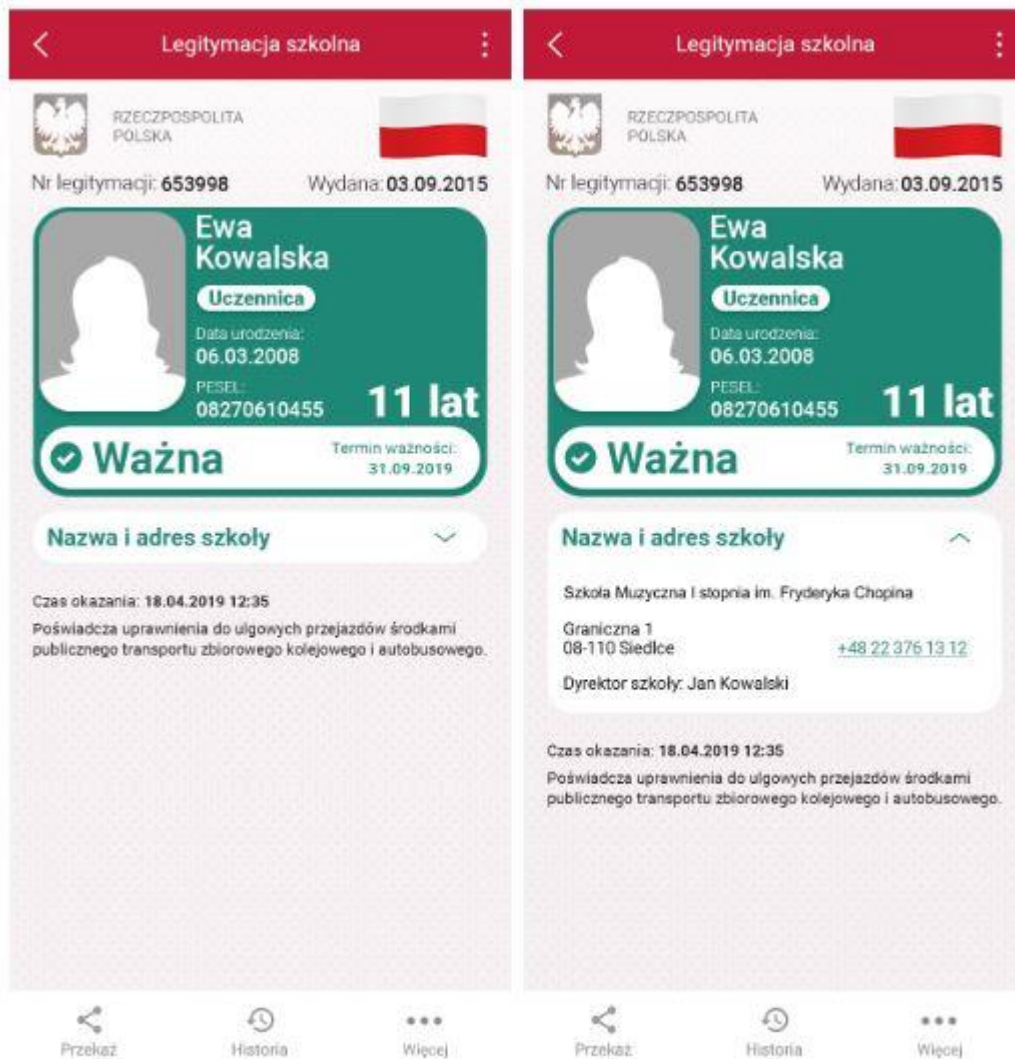 Legitymacja szkolna
RZECZPOSPOLITA
POLSKA
Nr legitymacji: 653998 Wydana: 03.09.2015
Ewa
Kowalska
Uczennica
Data urodzenia:
06.03.2008
PESEL:
08270610455 11 lat
Ważna
Termin ważności:
31.09.2019
Nazwa i adres szkoły
Czas okazania: 18.04.2019 12:35
Poświadcza uprawnienia do ulgowych przejazdów środkami
publicznego transportu zbiorowego kolejowego i autobusowego.
Przekaż Historia Więcej
Legitymacja szkolna
RZECZPOSPOLITA
POLSKA
Nr legitymacji: 653998 Wydana: 03.09.2015
Ewa
Kowalska
Uczennica
Data urodzenia:
06.03.2008
PESEL:
08270610455 11 lat
Ważna
Termin ważności:
31.09.2019
Nazwa i adres szkoły
Szkoła Muzyczna I stopnia im. Fryderyka Chopina
Graniczna 1
08-110 Siedlce +48 22 376 13 12
Dyrektor szkoły: Jan Kowalski
Czas okazania: 18.04.2019 12:35
Poświadcza uprawnienia do ulgowych przejazdów środkami
publicznego transportu zbiorowego kolejowego i autobusowego.
Przekaż Historia Więcej